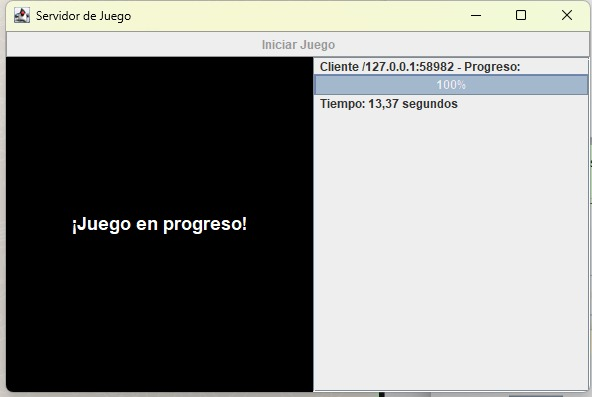 Servidor de Juego
Iniciar Juego
¡Juego en progreso!
Cliente /127.0.0.1:58982 - Progreso:
100%
Tiempo: 13,37 segundos